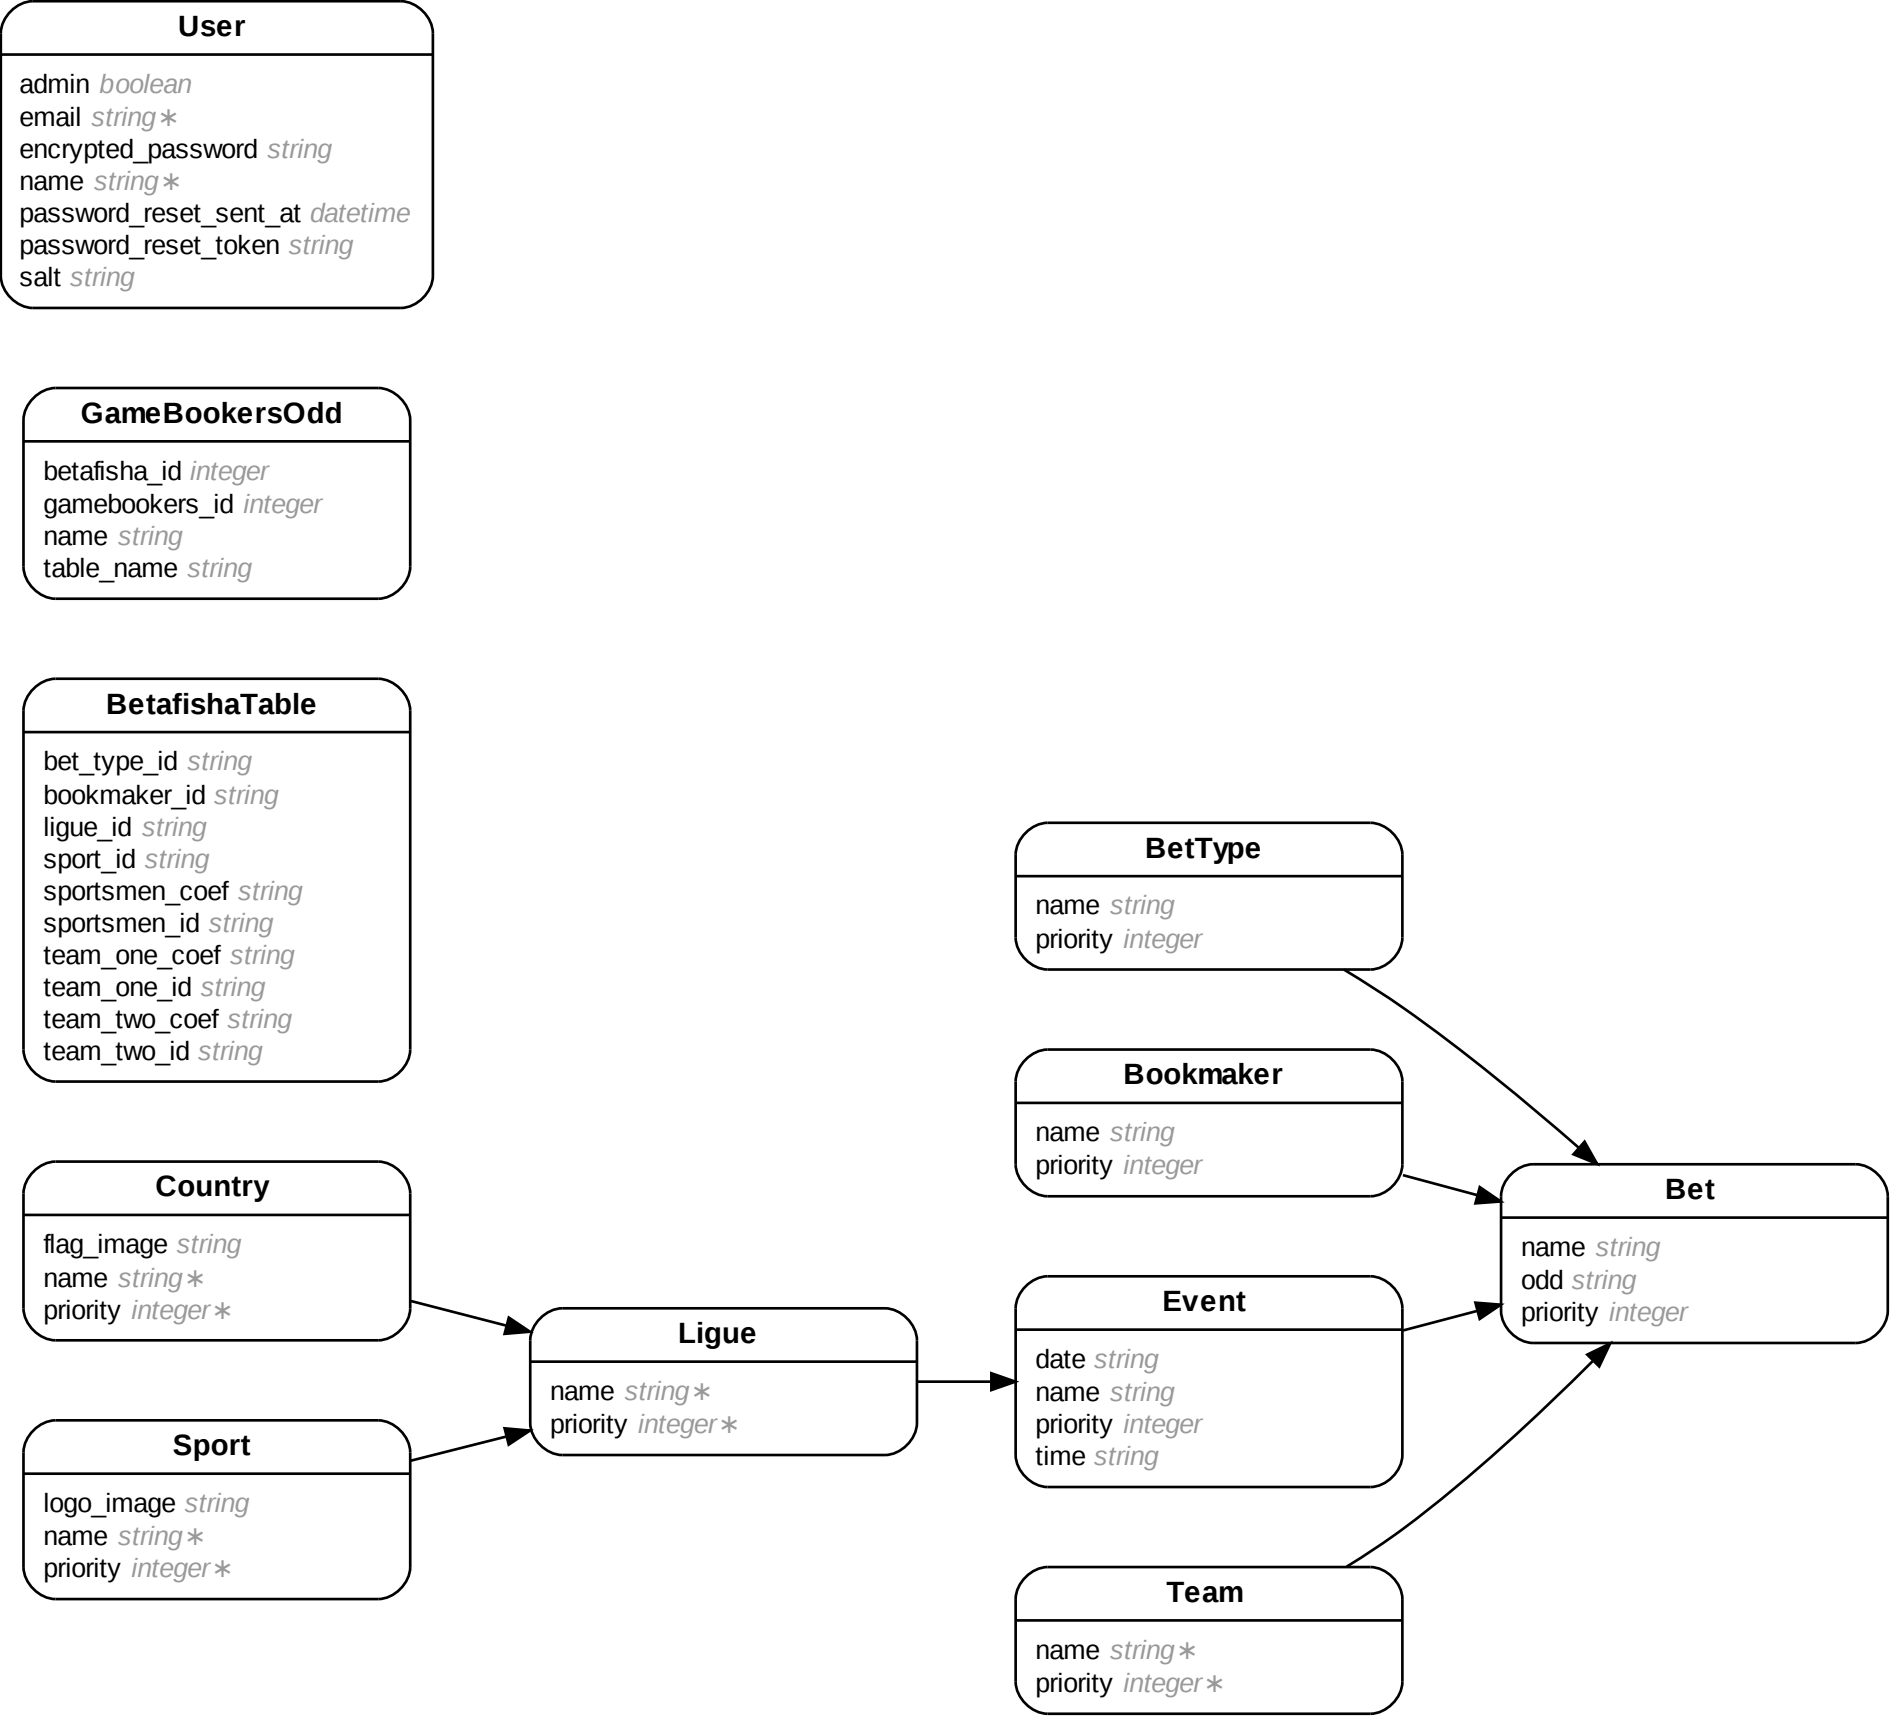 User
admin boolean
email string∗
encrypted_password string
name string∗
password_reset_sent_at datetime
password_reset_token string
salt string
GameBookersOdd
betafisha_id integer
gamebookers_id integer
name string
table_name string
BetafishaTable
bet_type_id string
bookmaker_id string
ligue_id string
sport_id string
sportsmen_coef string
sportsmen_id string
team_one_coef string
team_one_id string
team_two_coef string
team_two_id string
Country
flag_image string
name string∗
priority integer∗
Sport
logo_image string
name string∗
priority integer∗
Ligue
name string∗
priority integer∗
BetType
name string
priority integer
Bookmaker
name string
priority integer
Event
date string
name string
priority integer
time string
Team
name string∗
priority integer∗
Bet
name string
odd string
priority integer